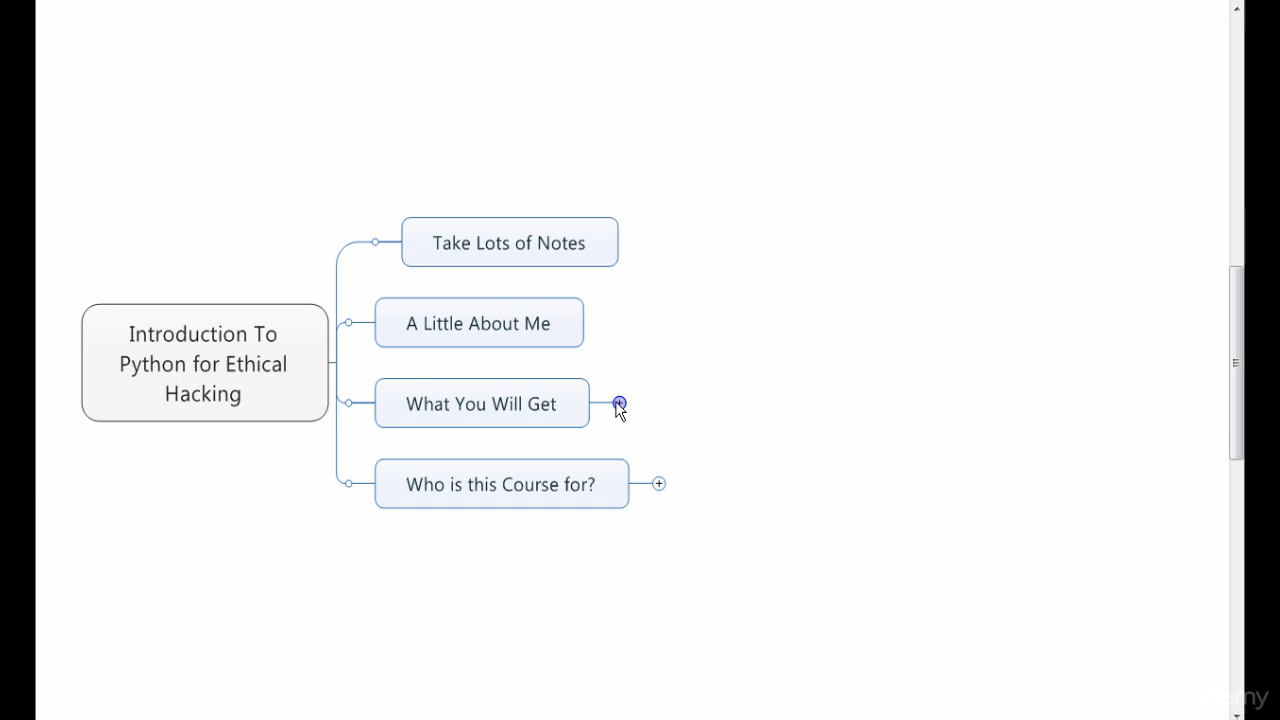 Take Lots of Notes
Introduction To
Python for Ethical
Hacking
A Little About Me
What You Will Get
Who is this Course for?